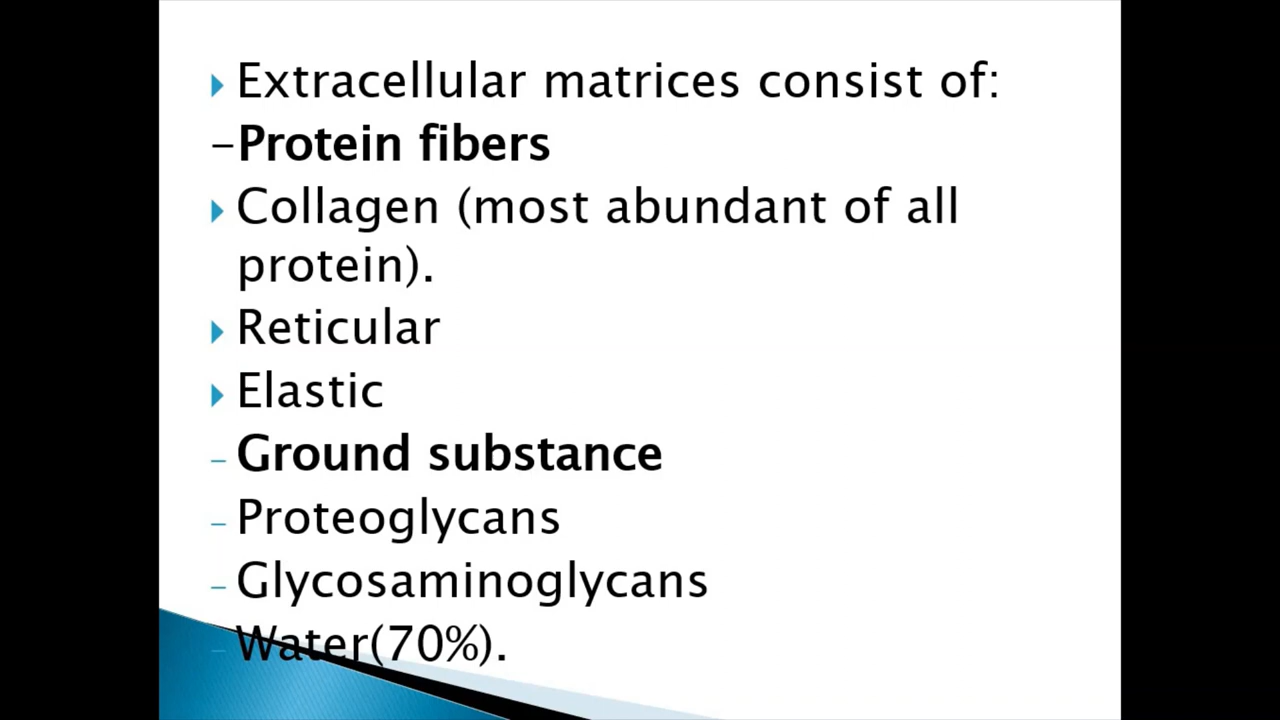 Extracellular matrices consist of:
-Protein fibers
Collagen (most abundant of all
protein).
Reticular
Elastic
- Ground substance
- Proteoglycans
- Glycosaminoglycans
- Water(70%).